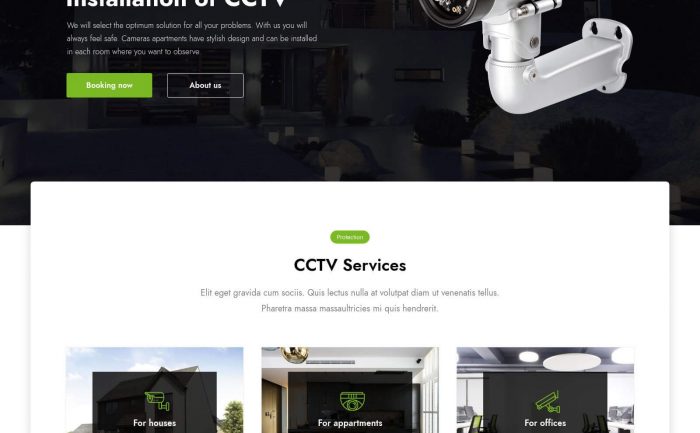 Installation of CCTV
We will select the optimum solution for all your problems. With us you will
always feel safe. Cameras apartments have stylish design and can be installed
in each room where you want to observe.
Booking now
About us
Protection
CCTV Services
Elit eget gravida cum sociis. Quis lectus nulla at volutpat diam ut venenatis tellus.
Pharetra massa massaultricies mi quis hendrerit.
For houses
For appartments
For offices